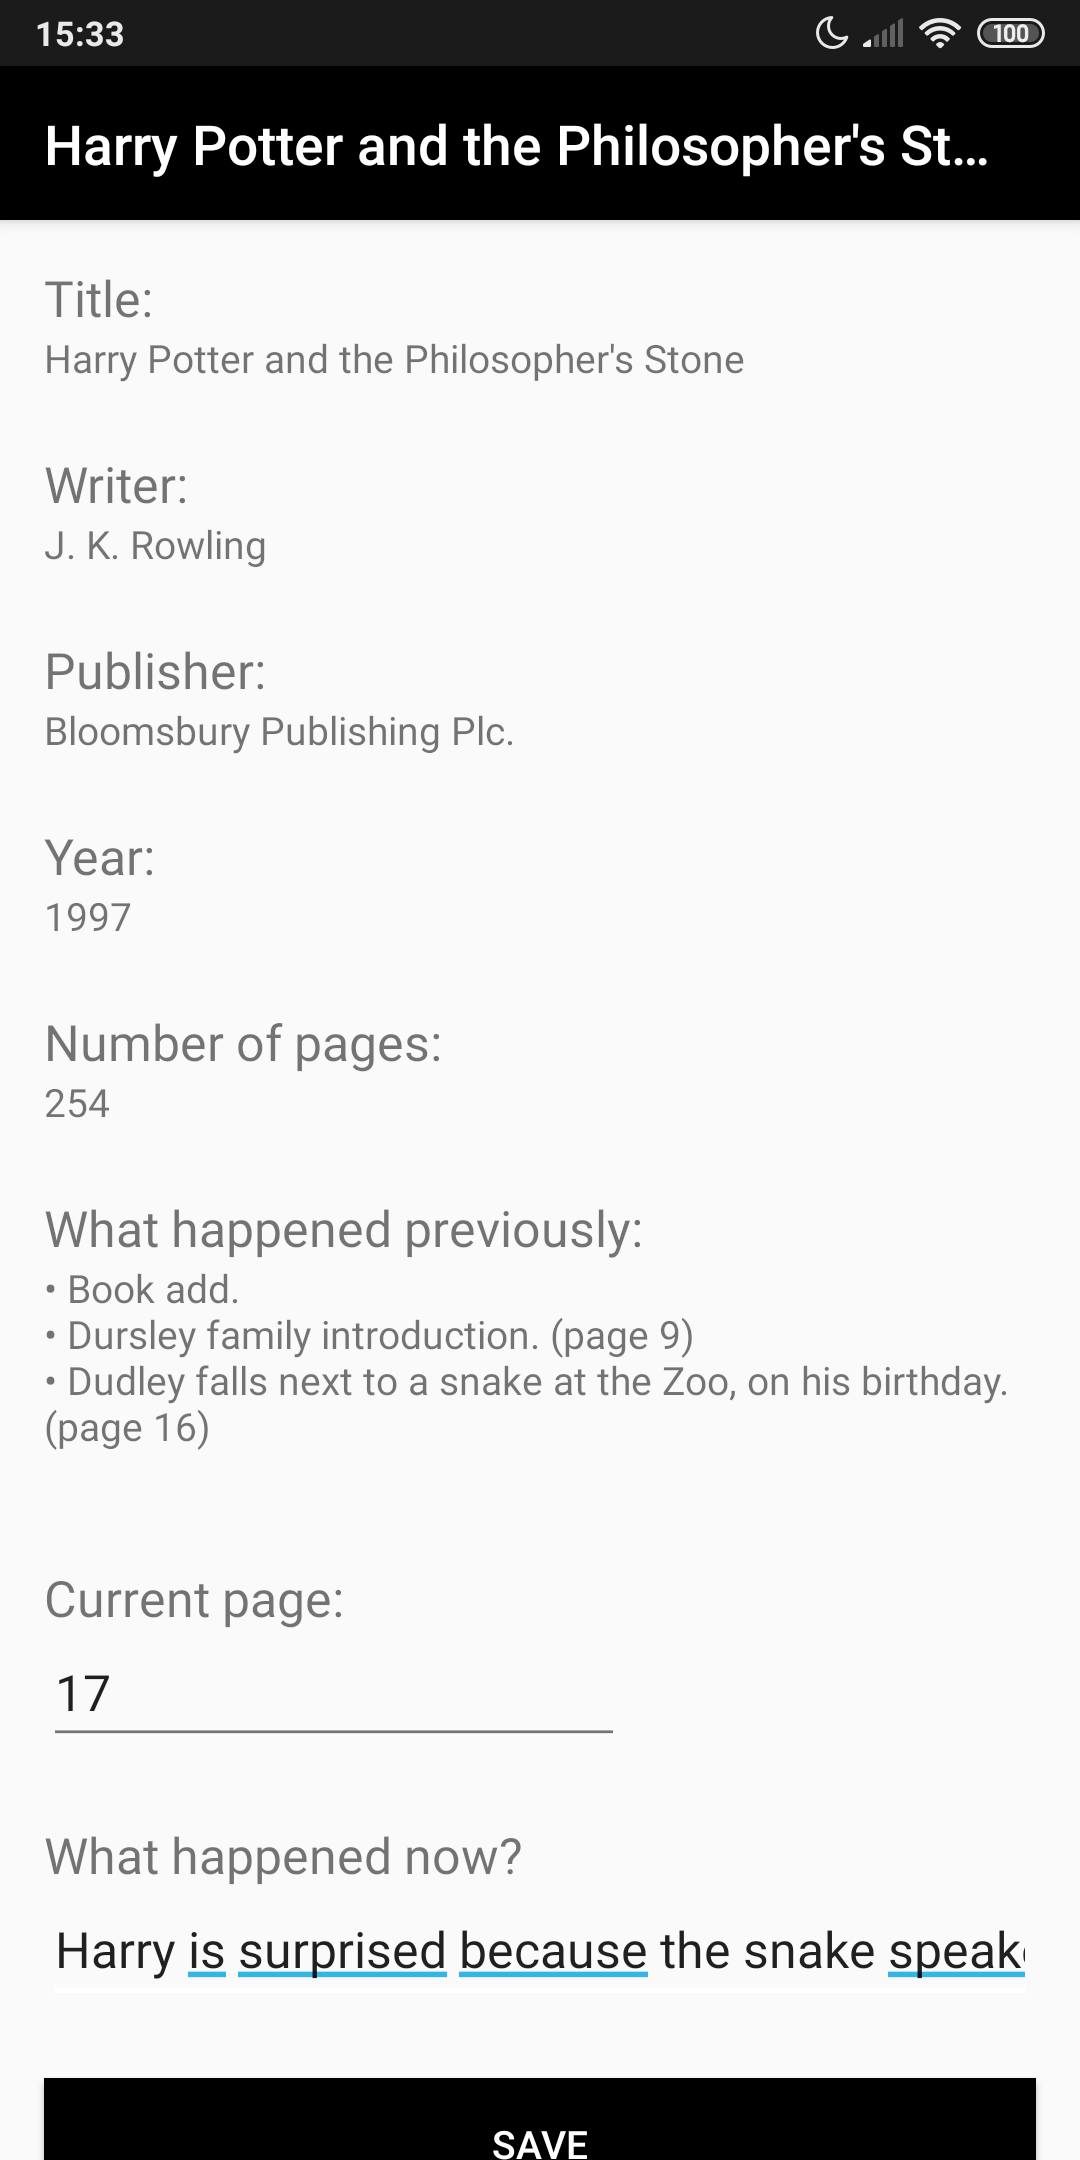 15:33
100
Harry Potter and the Philosopher's St...
Title:
Harry Potter and the Philosopher's Stone
Writer:
J. K. Rowling
Publisher:
Bloomsbury Publishing Plc.
Year:
1997
Number of pages:
254
What happened previously:
• Book add.
• Dursley family introduction. (page 9)
• Dudley falls next to a snake at the Zoo, on his birthday.
(page 16)
Current page:
17
What happened now?
Harry is surprised because the snake speak
SAVE